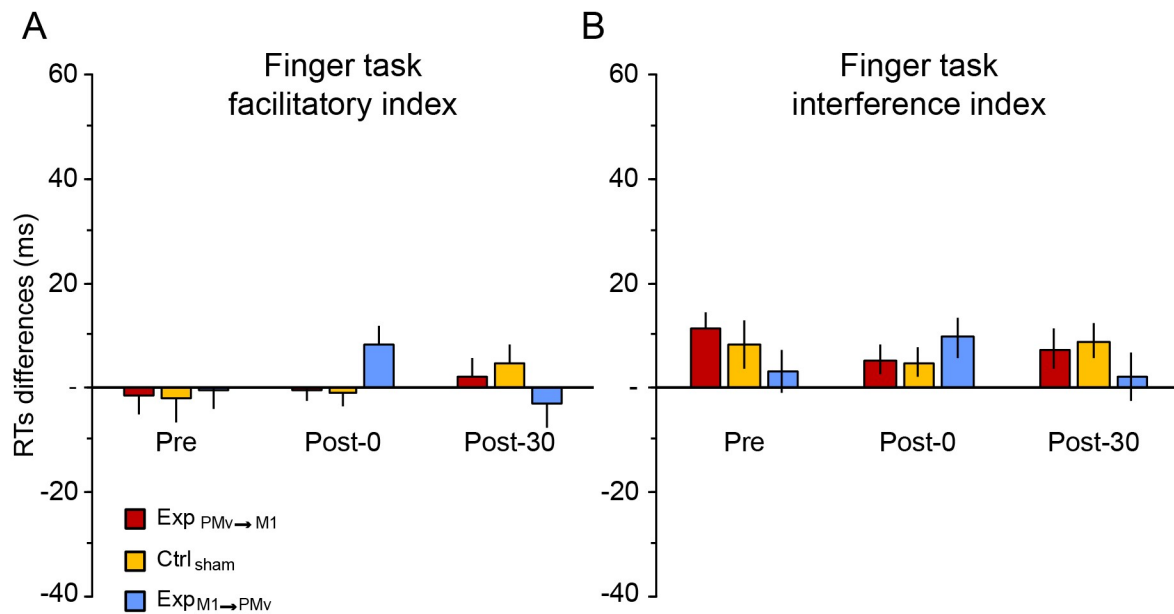 A
Finger task
facilitatory index
60
40
20
-
-20
-40
RTs differences (ms)
Pre
Post-0
Post-30
Exp PMv→M1
Ctrl sham
Exp M1→PMv
B
Finger task
interference index
60
40
20
-
-20
-40
Pre
Post-0
Post-30